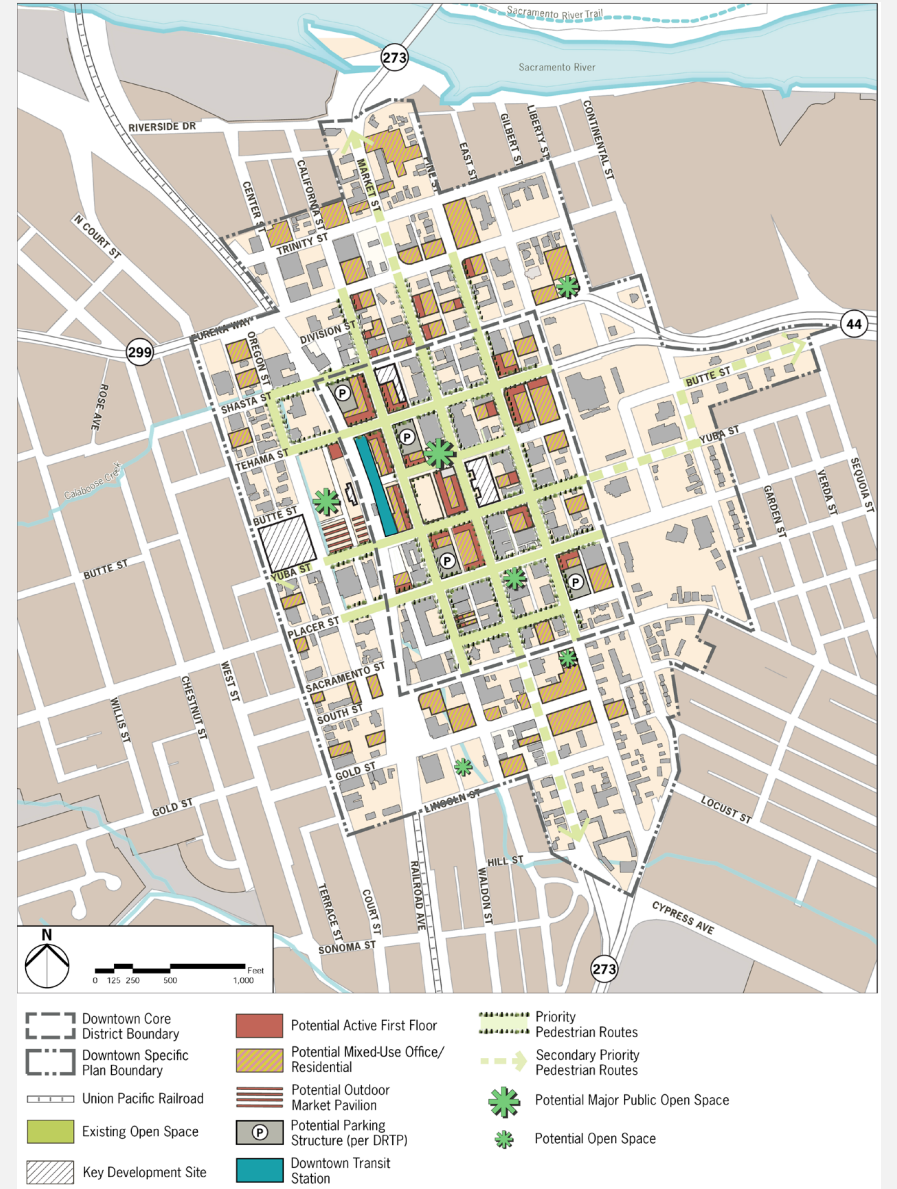 Sacramento River Trail
273
Sacramento River
RIVERSIDE DR
CENTER ST
CALIFORNIA ST
MARKET ST
PINE ST
EAST ST
GILBERT ST
LIBERTY ST
CONTINENTAL ST
N COURT ST
TRINITY ST
EUREKA WAY
DIVISION ST
OREGON ST
299
44
ROSE AVE
SHASTA ST
P
BUTTE ST
P
YUBA ST
TEHAMA ST
Calaboose Creek
GARDEN ST
VERDA ST
SEQUOIA ST
BUTTE ST
BUTTE ST
YUBA ST
P
P
PLACER ST
WILLIS ST
CHESTNUT ST
WEST ST
SACRAMENTO ST
SOUTH ST
GOLD ST
GOLD ST
LINCOLN ST
LOCUST ST
HILL ST
TERRACE ST
COURT ST
RAILROAD AVE
WALDON ST
CYPRESS AVE
SONOMA ST
273
N
Feet
0 125 250 500 1,000
Downtown Core
District Boundary
Downtown Specific
Plan Boundary
Union Pacific Railroad
Existing Open Space
Key Development Site
Potential Active First Floor
Potential Mixed-Use Office/
Residential
Potential Outdoor
Market Pavilion
P
Potential Parking
Structure (per DRTP)
Downtown Transit
Station
Priority
Pedestrian Routes
Secondary Priority
Pedestrian Routes
Potential Major Public Open Space
Potential Open Space